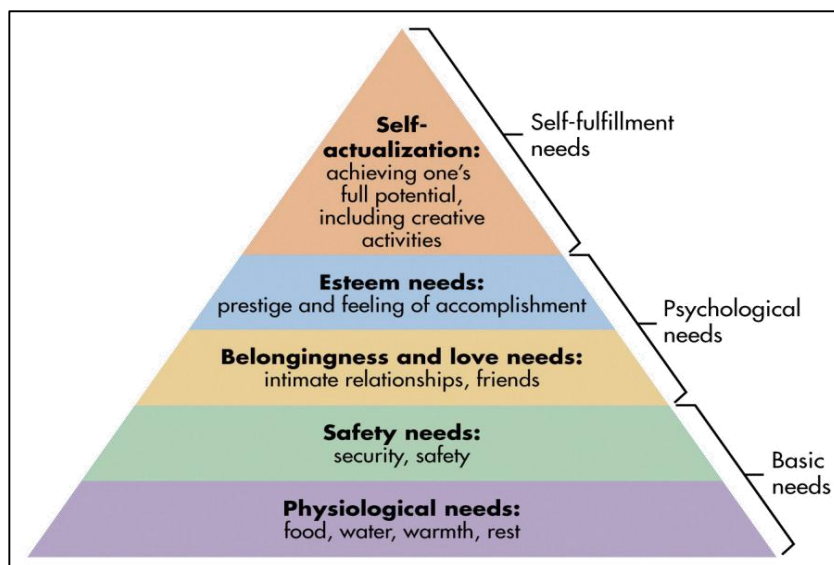 Self-
actualization:
achieving one's
full potential,
including creative
activities
Self-fulfillment
needs
Esteem needs:
prestige and feeling of accomplishment
Belongingness and love needs:
intimate relationships, friends
Psychological
needs
Safety needs:
security, safety
Physiological needs:
food, water, warmth, rest
Basic
needs